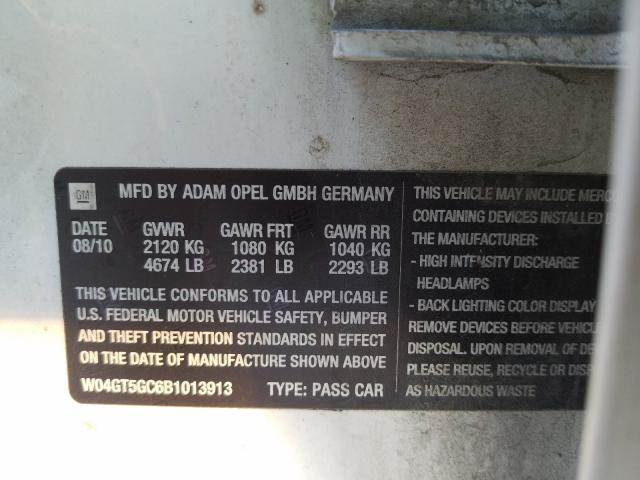 GM
MFD BY ADAM OPEL GMBH GERMANY
DATE GVWR GAWR FRT GAWR RR
08/10 2120 KG 1080 KG 1040 KG
4674 LB 2381 LB 2293 LB
THIS VEHICLE CONFORMS TO ALL APPLICABLE
U.S. FEDERAL MOTOR VEHICLE SAFETY, BUMPER
AND THEFT PREVENTION STANDARDS IN EFFECT
ON THE DATE OF MANUFACTURE SHOWN ABOVE
W04GT5GC6B1013913 TYPE: PASS CAR
THIS VEHICLE MAY INCLUDE
CONTAINING DEVICES INSTALLED
THE MANUFACTURER:
- HIGH INTENSITY DISCHARGE
HEADLAMPS
- BACK LIGHTING COLOR DISPLAY
REMOVE DEVICES BEFORE VEHICLE
DISPOSAL. UPON REMOVAL OF
PLEASE REUSE, RECYCLE OR
AS HAZARDOUS WASTE